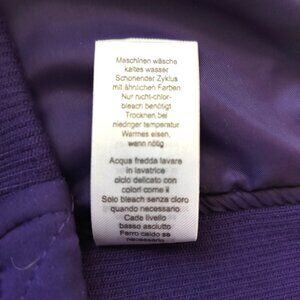 Maschinen wäsche
kaltes wasser
Schonender Zyklus
mit ähnlichen Farben
Nur nicht-chlor-
bleach benötigt
Trocknen bei
niedriger temperatur
Warmes eisen,
wenn nötig
Acqua fredda lavare
in lavatrice
ciclo delicato con
colori come il
Solo bleach senza cloro
quando necessario
Cade livello
basso asciutto
Ferro caldo se
necessario